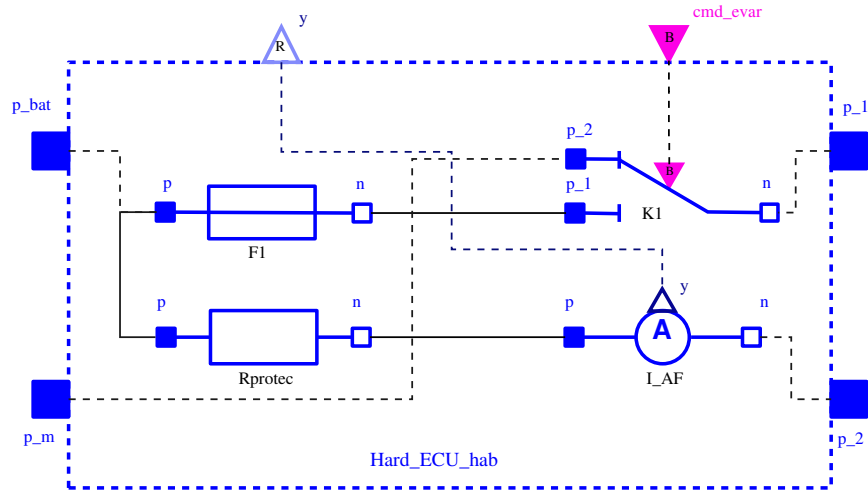 y
cmd_evar
R
B
p_bat
p_2
p_1
p
n
p_1
B
n
F1
K1
p
n
p
y
n
A
Rprotec
I_AF
p_m
p_2
Hard_ECU_hab